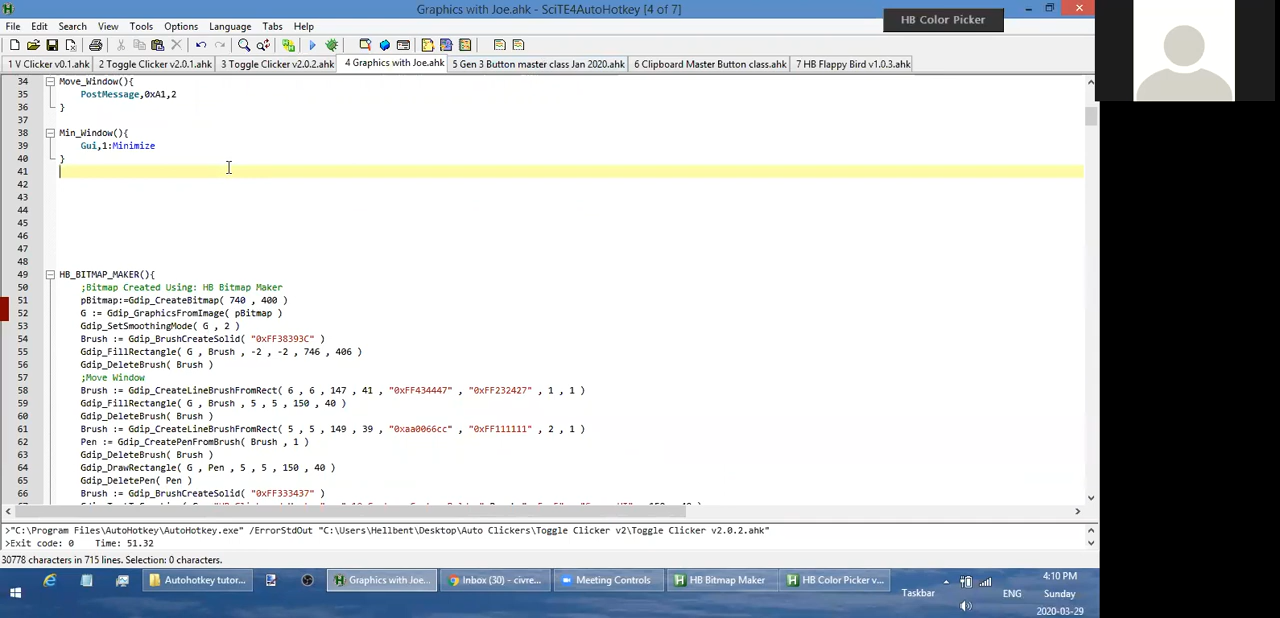 Graphics with Joe.ahk - SciTE4AutoHotkey [4 of 7]
HB Color Picker
File Edit Search View Tools Options Language Tabs Help
1 V Clicker v0.1.ahk 2 Toggle Clicker v2.0.1.ahk 3 Toggle Clicker v2.0.2.ahk 4 Graphics with Joe.ahk 5 Gen 3 Button master class Jan 2020.ahk 6 Clipboard Master Button class.ahk 7 HB Flappy Bird v1.0.3.ahk
34 Move_Window(){
35 PostMessage,0xA1,2
36 }
37
38 Min_Window(){
39 Gui,1:Minimize
40 }
41
42
43
44
45
46
47
48
49 HB_BITMAP_MAKER(){
50 ;Bitmap Created Using: HB Bitmap Maker
51 pBitmap:=Gdip_CreateBitmap( 740 , 400 )
52 G := Gdip_GraphicsFromImage( pBitmap )
53 Gdip_SetSmoothingMode( G , 2 )
54 Brush := Gdip_BrushCreateSolid( "0xFF38393C" )
55 Gdip_FillRectangle( G , Brush , -2 , -2 , 746 , 406 )
56 Gdip_DeleteBrush( Brush )
57 ;Move Window
58 Brush := Gdip_CreateLineBrushFromRect( 6 , 6 , 147 , 41 , "0xFF434447" , "0xFF232427" , 1 , 1 )
59 Gdip_FillRectangle( G , Brush , 5 , 5 , 150 , 40 )
60 Gdip_DeleteBrush( Brush )
61 Brush := Gdip_CreateLineBrushFromRect( 5 , 5 , 149 , 39 , "0xaa0066cc" , "0xFF111111" , 2 , 1 )
62 Pen := Gdip_CreatePenFromBrush( Brush , 1 )
63 Gdip_DeleteBrush( Brush )
64 Gdip_DrawRectangle( G , Pen , 5 , 5 , 150 , 40 )
65 Gdip_DeletePen( Pen )
66 Brush := Gdip_BrushCreateSolid( "0xFF333437" )
>"C:\Program Files\AutoHotkey\AutoHotkey.exe" /ErrorStdOut "C:\Users\Hellbent\Desktop\Auto Clickers\Toggle Clicker v2\Toggle Clicker v2.0.2.ahk"
>Exit code: 0 Time: 51.32
30778 characters in 715 lines. Selection: 0 characters.
Autohotkey tutor... Graphics with Joe... Inbox (30) - civre... Meeting Controls HB Bitmap Maker HB Color Picker v... Taskbar ENG
4:10 PM
Sunday
2020-03-29